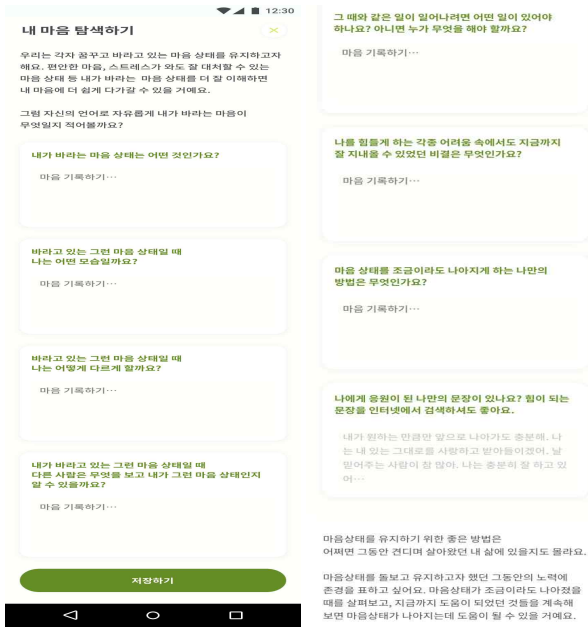 12:30
내 마음 탐색하기
우리는 각자 꿈꾸고 바라고 있는 마음 상태를 유지하고자
해요. 편안한 마음, 스트레스가 와도 잘 대처할 수 있는
마음 상태 등 내가 바라는 마음 상태를 더 잘 이해하면
내 마음에 더 쉽게 다가갈 수 있을 거예요.
그럼 자신의 언어로 자유롭게 내가 바라는 마음이
무엇일지 적어볼까요?
내가 바라는 마음 상태는 어떤 것인가요?
마음 기록하기…
바라고 있는 그런 마음 상태일 때
나는 어떤 모습일까요?
마음 기록하기…
바라고 있는 그런 마음 상태일 때
나는 어떻게 다르게 할까요?
마음 기록하기…
내가 바라고 있는 그런 마음 상태일 때
다른 사람은 무엇을 보고 내가 그런 마음 상태인지
알 수 있을까요?
마음 기록하기…
저장하기
그 때와 같은 일이 일어나려면 어떤 일이 있어야
하나요? 아니면 누가 무엇을 해야 할까요?
마음 기록하기…
나를 힘들게 하는 각종 어려움 속에서도 지금까지
잘 지내올 수 있었던 비결은 무엇인가요?
마음 기록하기…
마음 상태를 조금이라도 나아지게 하는 나만의
방법은 무엇인가요?
마음 기록하기…
나에게 응원이 된 나만의 문장이 있나요? 힘이 되는
문장을 인터넷에서 검색하셔도 좋아요.
내가 원하는 만큼만 앞으로 나아가도 충분해. 나
는 내 있는 그대로를 사랑하고 받아들이겠어. 날
믿어주는 사람이 참 많아. 나는 충분히 잘 하고 있
어…
마음상태를 유지하기 위한 좋은 방법은
어쩌면 그동안 견디며 살아왔던 내 삶에 있을지도 몰라요.
마음상태를 돌보고 유지하고자 했던 그동안의 노력에
존경을 표하고 싶어요. 마음상태가 조금이라도 나아졌을
때를 살펴보고, 지금까지 도움이 되었던 것들을 계속해
보면 마음상태가 나아지는데 도움이 될 수 있을 거예요.